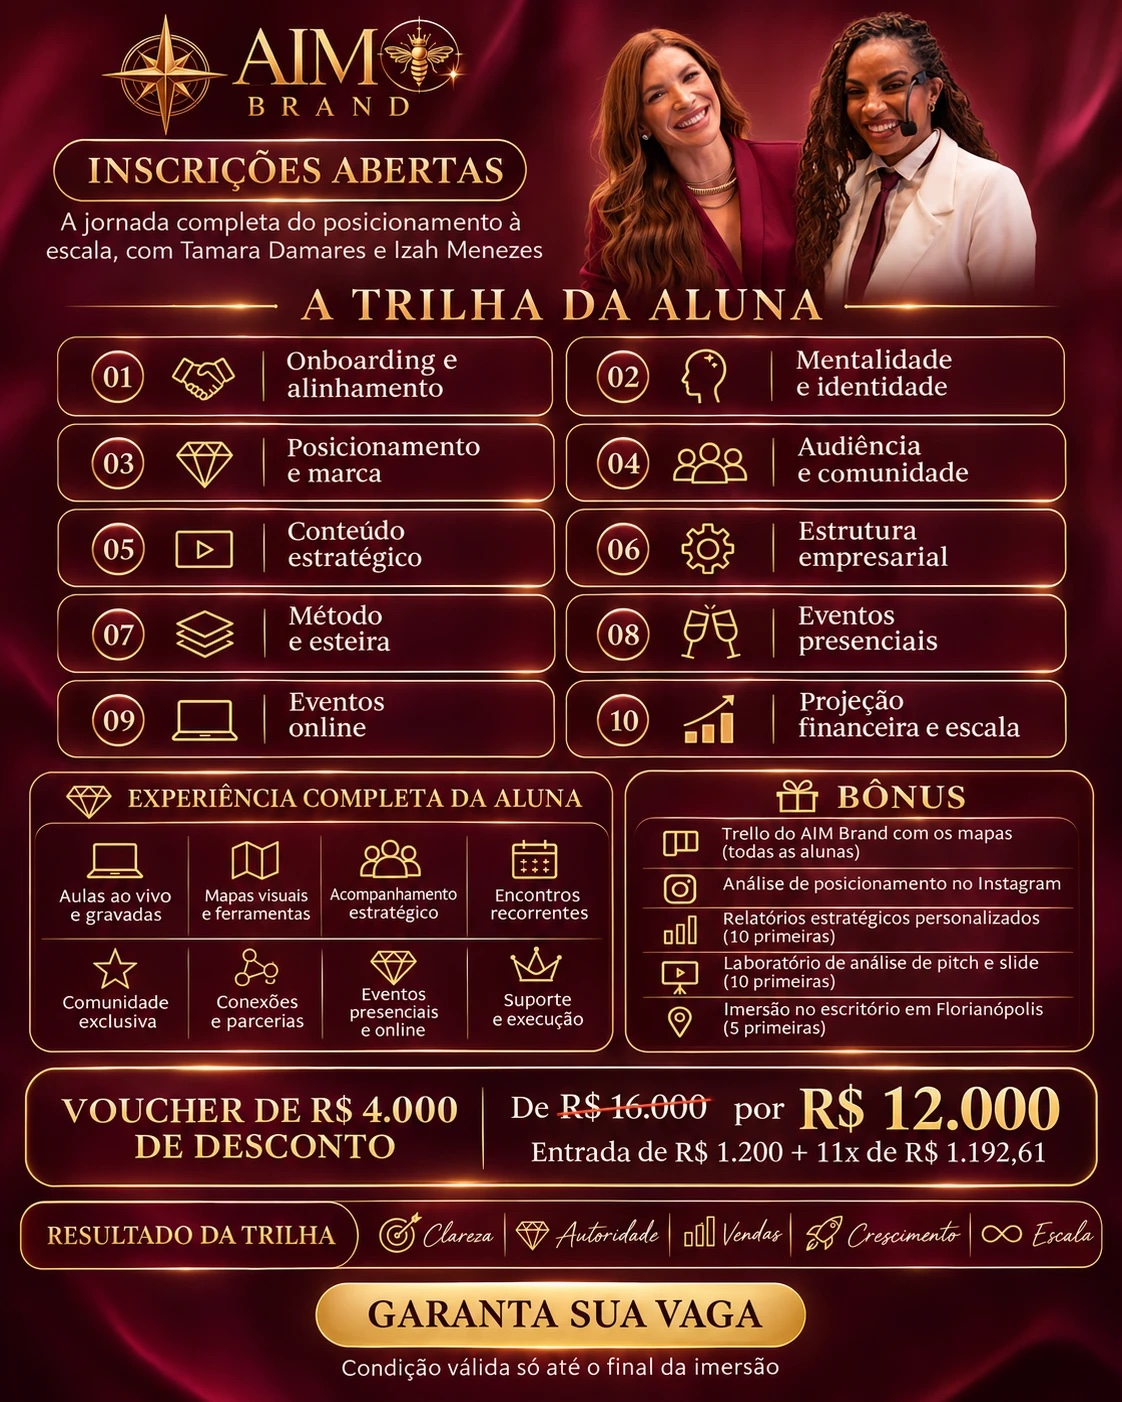 AIM
BRAND
INSCRIÇÕES ABERTAS
A jornada completa do posicionamento à
escala, com Tamara Damares e Izah Menezes
A TRILHA DA ALUNA
01
Onboarding e
alinhamento
02
Mentalidade
e identidade
03
Posicionamento
e marca
04
Audiência
e comunidade
05
Conteúdo
estratégico
06
Estrutura
empresarial
07
Método
e esteira
08
Eventos
presenciais
09
Eventos
online
10
Projeção
financeira e escala
EXPERIÊNCIA COMPLETA DA ALUNA
Aulas ao vivo
e gravadas
Mapas visuais
e ferramentas
Acompanhamento
estratégico
Encontros
recorrentes
Comunidade
exclusiva
Conexões
e parcerias
Eventos
presenciais
e online
Suporte
e execução
BÔNUS
Trello do AIM Brand com os mapas
(todas as alunas)
Análise de posicionamento no Instagram
Relatórios estratégicos personalizados
(10 primeiras)
Laboratório de análise de pitch e slide
(10 primeiras)
Imersão no escritório em Florianópolis
(5 primeiras)
VOUCHER DE R$ 4.000
DE DESCONTO
De R$ 16.000 por R$ 12.000
Entrada de R$ 1.200 + 11x de R$ 1.192,61
RESULTADO DA TRILHA
Clareza
Autoridade
Vendas
Crescimento
Escala
GARANTA SUA VAGA
Condição válida só até o final da imersão